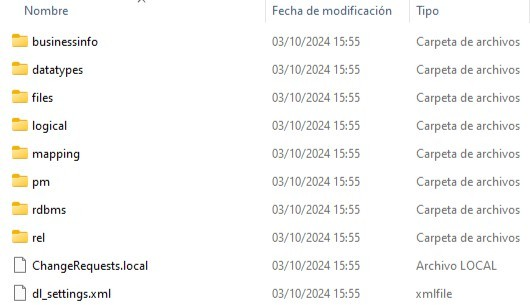 Nombre Fecha de modificación Tipo
businessinfo 03/10/2024 15:55 Carpeta de archivos
datatypes 03/10/2024 15:55 Carpeta de archivos
files 03/10/2024 15:55 Carpeta de archivos
logical 03/10/2024 15:55 Carpeta de archivos
mapping 03/10/2024 15:55 Carpeta de archivos
pm 03/10/2024 15:55 Carpeta de archivos
rdbms 03/10/2024 15:55 Carpeta de archivos
rel 03/10/2024 15:55 Carpeta de archivos
ChangeRequests.local 03/10/2024 15:55 Archivo LOCAL
dl_settings.xml 03/10/2024 15:55 xmlfile